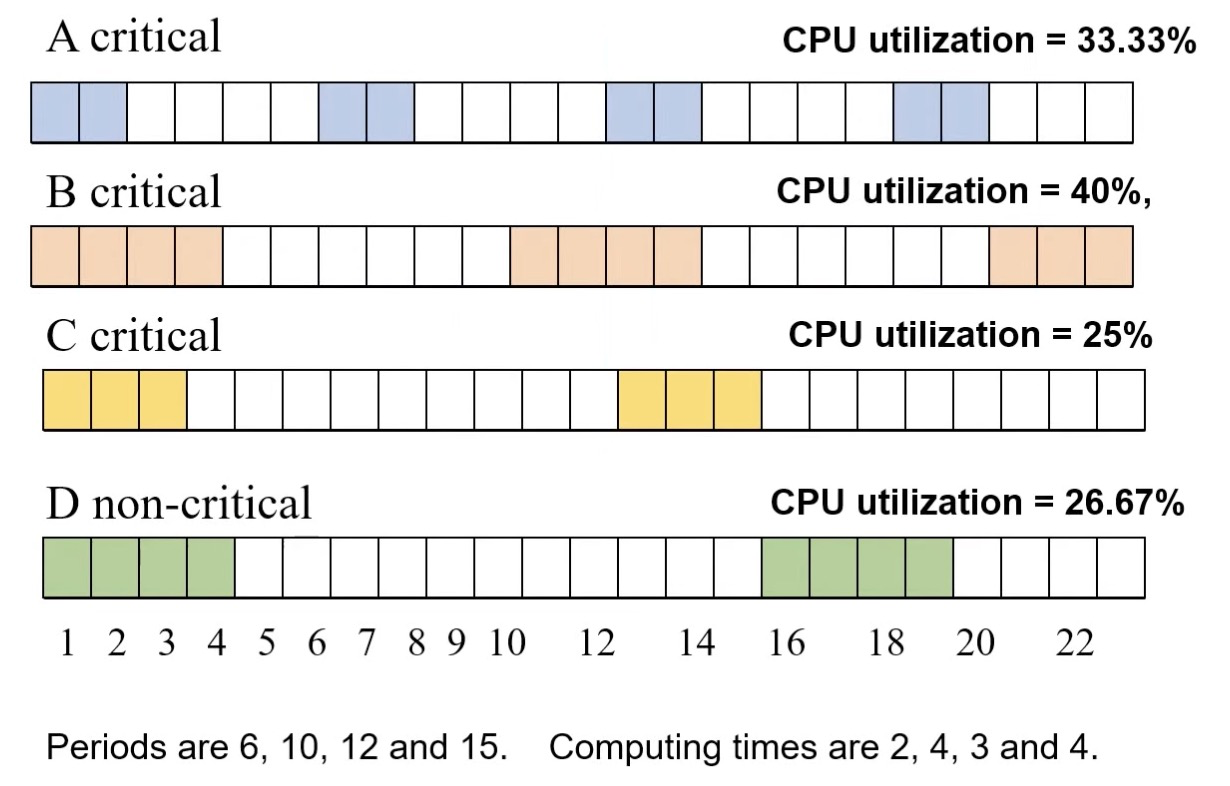 A critical CPU utilization = 33.33%
B critical CPU utilization = 40%,
C critical CPU utilization = 25%
D non-critical CPU utilization = 26.67%
1 2 3 4 5 6 7 8 9 10 12 14 16 18 20 22
Periods are 6, 10, 12 and 15. Computing times are 2, 4, 3 and 4.